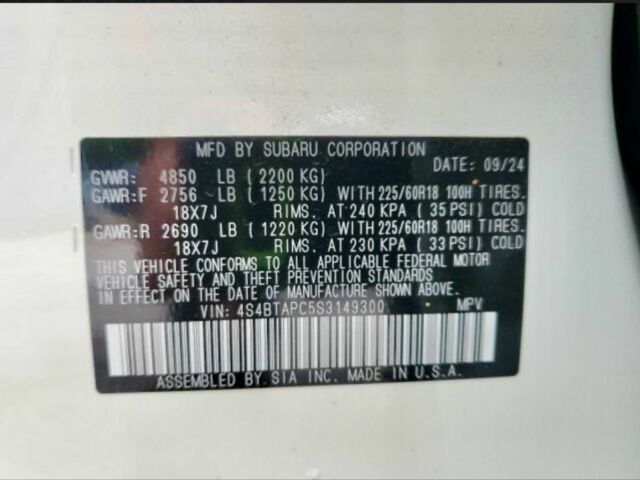 MFD BY SUBARU CORPORATION
DATE: 09/24
GVWR: 4850 LB ( 2200 KG)
GAWR:F 2756 LB ( 1250 KG) WITH 225/60R18 100H TIRES.
18X7J RIMS. AT 240 KPA ( 35 PSI) COLD
GAWR:R 2690 LB ( 1220 KG) WITH 225/60R18 100H TIRES.
18X7J RIMS. AT 230 KPA ( 33 PSI) COLD
THIS VEHICLE CONFORMS TO ALL APPLICABLE FEDERAL MOTOR
VEHICLE SAFETY AND THEFT PREVENTION STANDARDS
IN EFFECT ON THE DATE OF MANUFACTURE SHOWN ABOVE.
VIN: 4S4BTAPC5S3149300 MPV
ASSEMBLED BY SIA INC. MADE IN U.S.A.